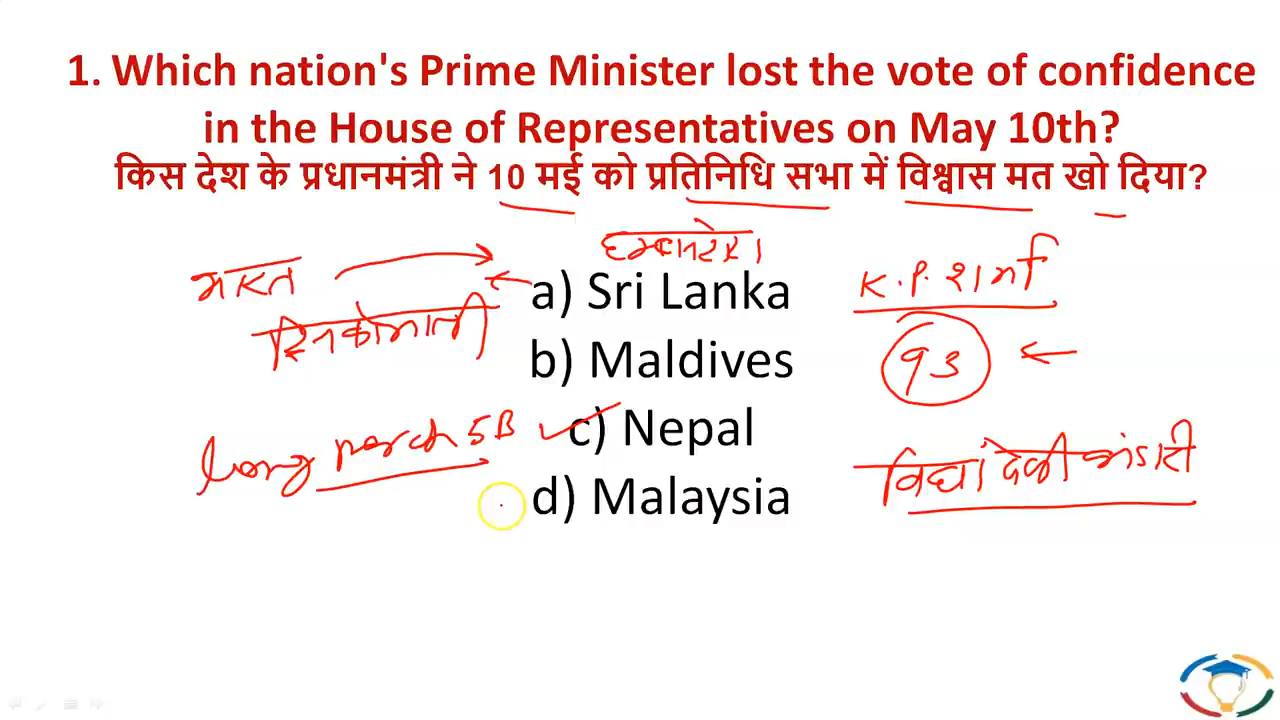 1. Which nation's Prime Minister lost the vote of confidence
in the House of Representatives on May 10th?
किस देश के प्रधानमंत्री ने 10 मई को प्रतिनिधि सभा में विश्वास मत खो दिया?
a) Sri Lanka
K.P. शर्मा
b) Maldives
93
long march 5B
c) Nepal
विद्या देवी भंडारी
d) Malaysia